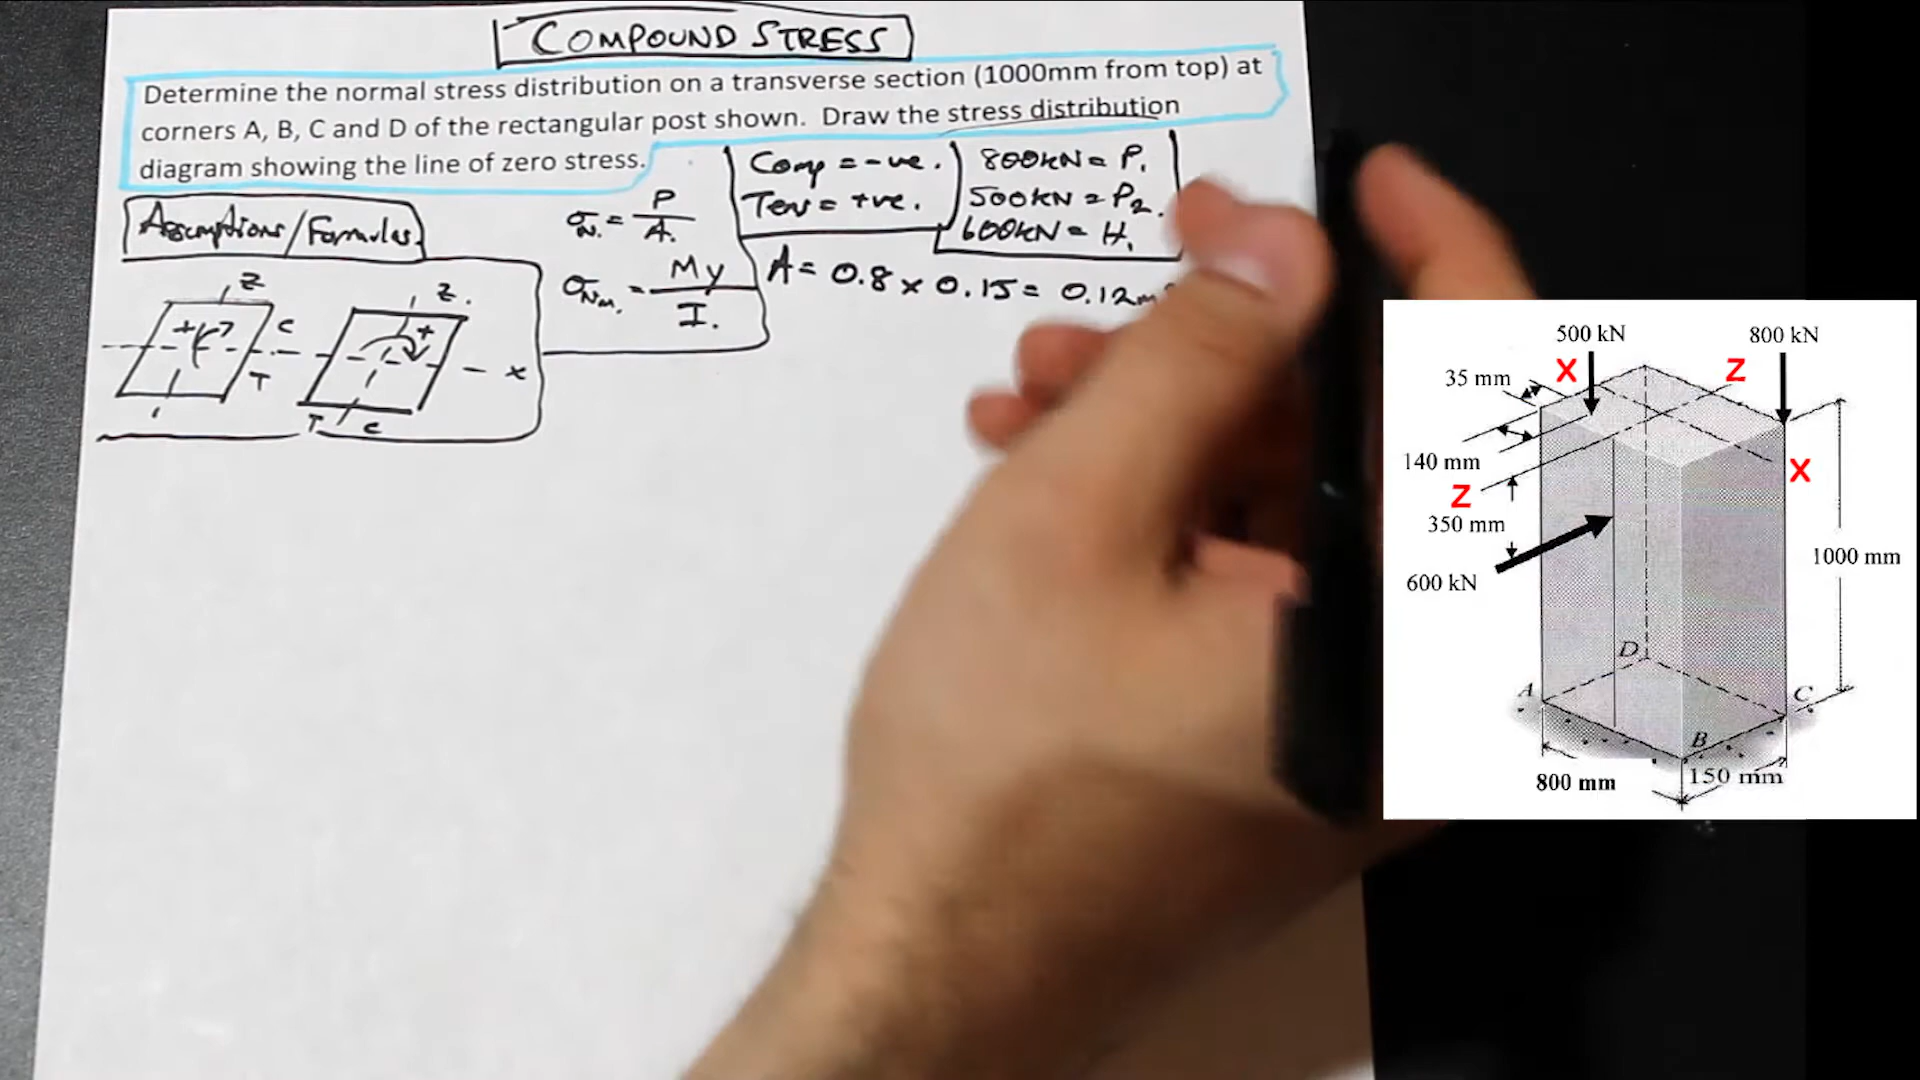 COMPOUND STRESS
Determine the normal stress distribution on a transverse section (1000mm from top) at
corners A, B, C and D of the rectangular post shown. Draw the stress distribution
diagram showing the line of zero stress.
Comp = -ve.
Ten = +ve.
800kN = P1
500kN = P2.
600kN = H1
Assumptions/Formulas.
σN. = P/A.
σNM. = My/I.
A = 0.8 x 0.15 = 0.12m
Z
+
C
T
Z.
+
x
T
C
500 kN
800 kN
X
Z
35 mm
140 mm
X
Z
350 mm
1000 mm
600 kN
D
A
C
B
800 mm
150 mm